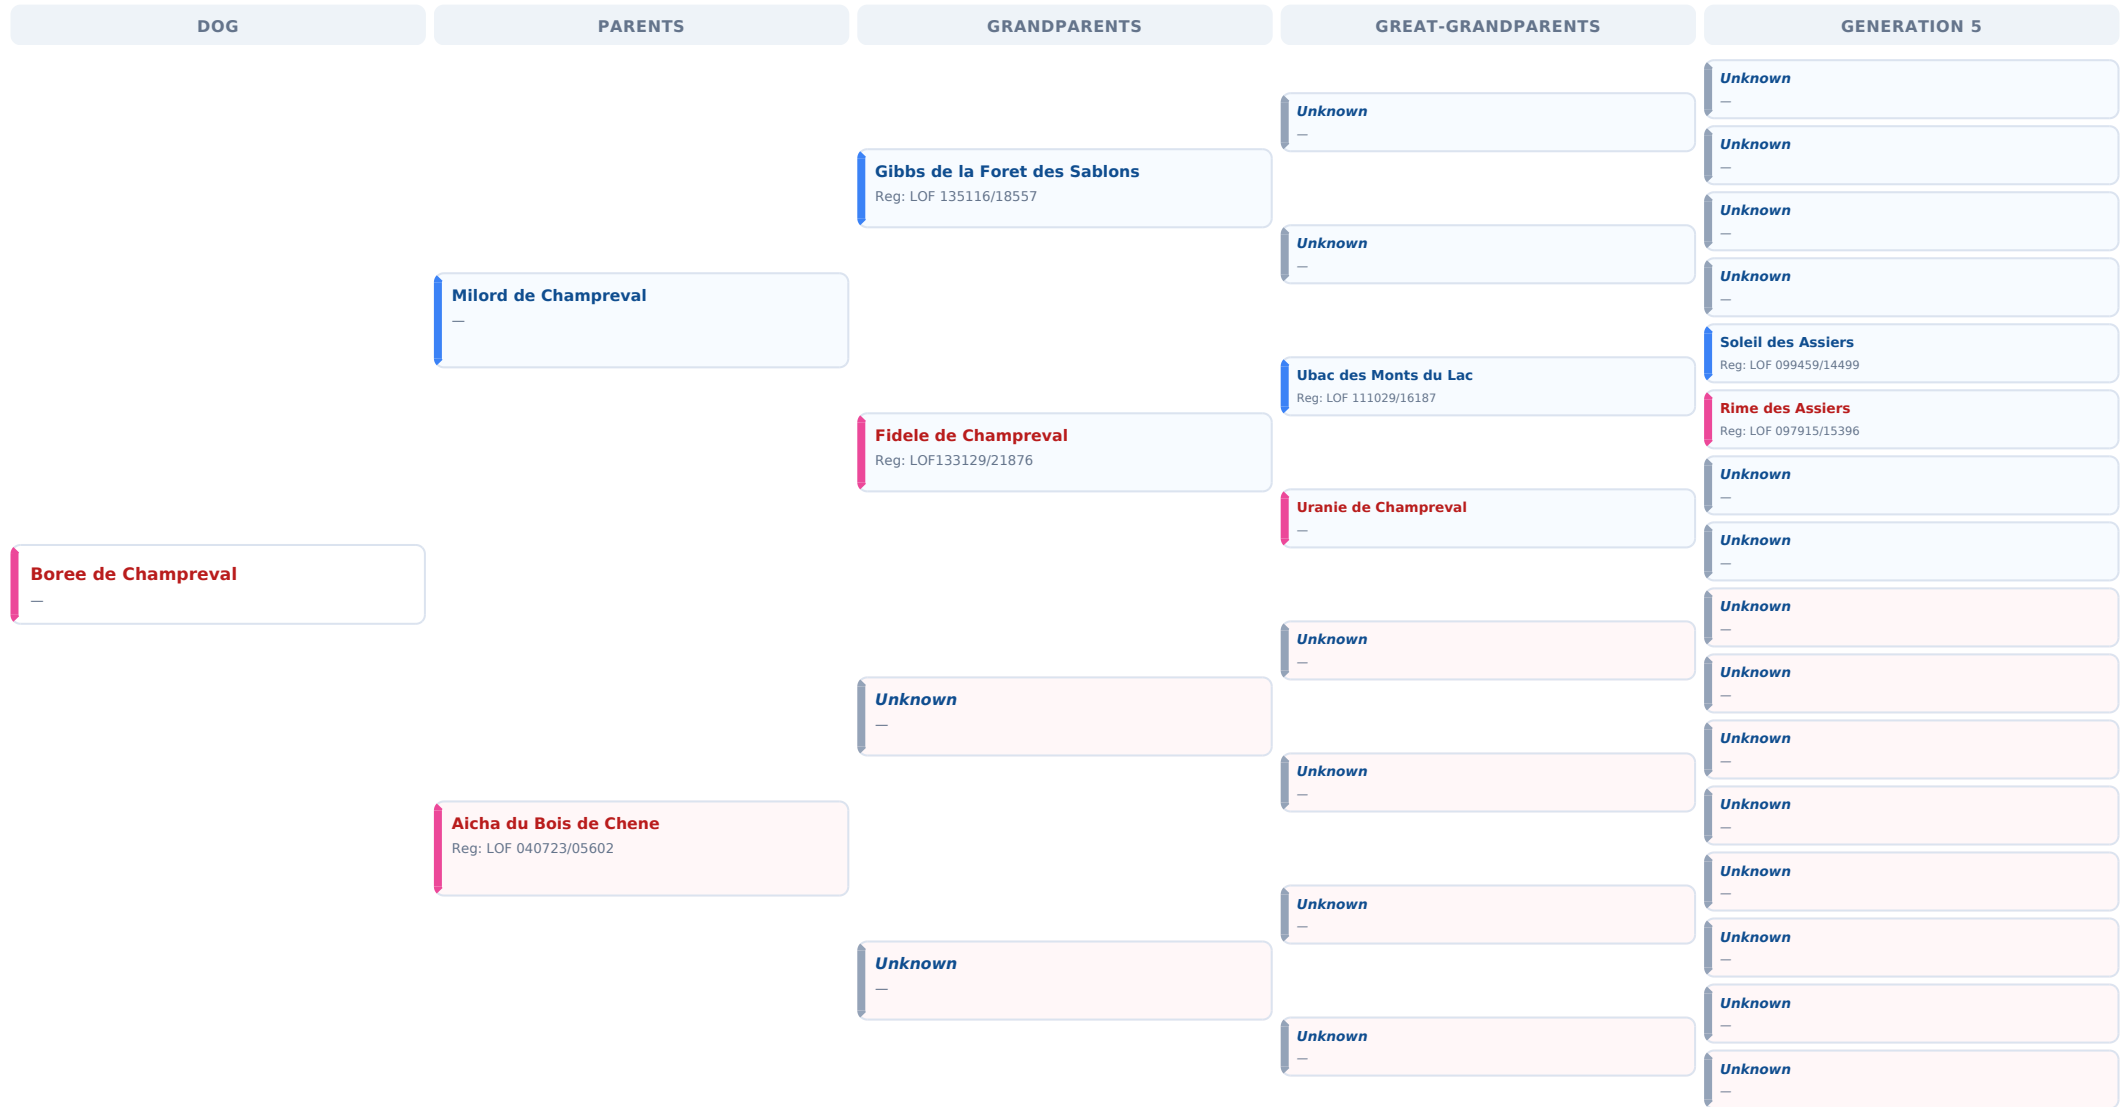 DOG
PARENTS
GRANDPARENTS
GREAT-GRANDPARENTS
GENERATION 5
Boree de Champreval
—
Milord de Champreval
—
Aicha du Bois de Chene
Reg: LOF 040723/05602
Gibbs de la Foret des Sablons
Reg: LOF 135116/18557
Fidele de Champreval
Reg: LOF133129/21876
Unknown
—
Unknown
—
Unknown
—
Unknown
—
Ubac des Monts du Lac
Reg: LOF 111029/16187
Uranie de Champreval
—
Unknown
—
Unknown
—
Unknown
—
Unknown
—
Unknown
—
Unknown
—
Unknown
—
Unknown
—
Soleil des Assiers
Reg: LOF 099459/14499
Rime des Assiers
Reg: LOF 097915/15396
Unknown
—
Unknown
—
Unknown
—
Unknown
—
Unknown
—
Unknown
—
Unknown
—
Unknown
—
Unknown
—
Unknown
—